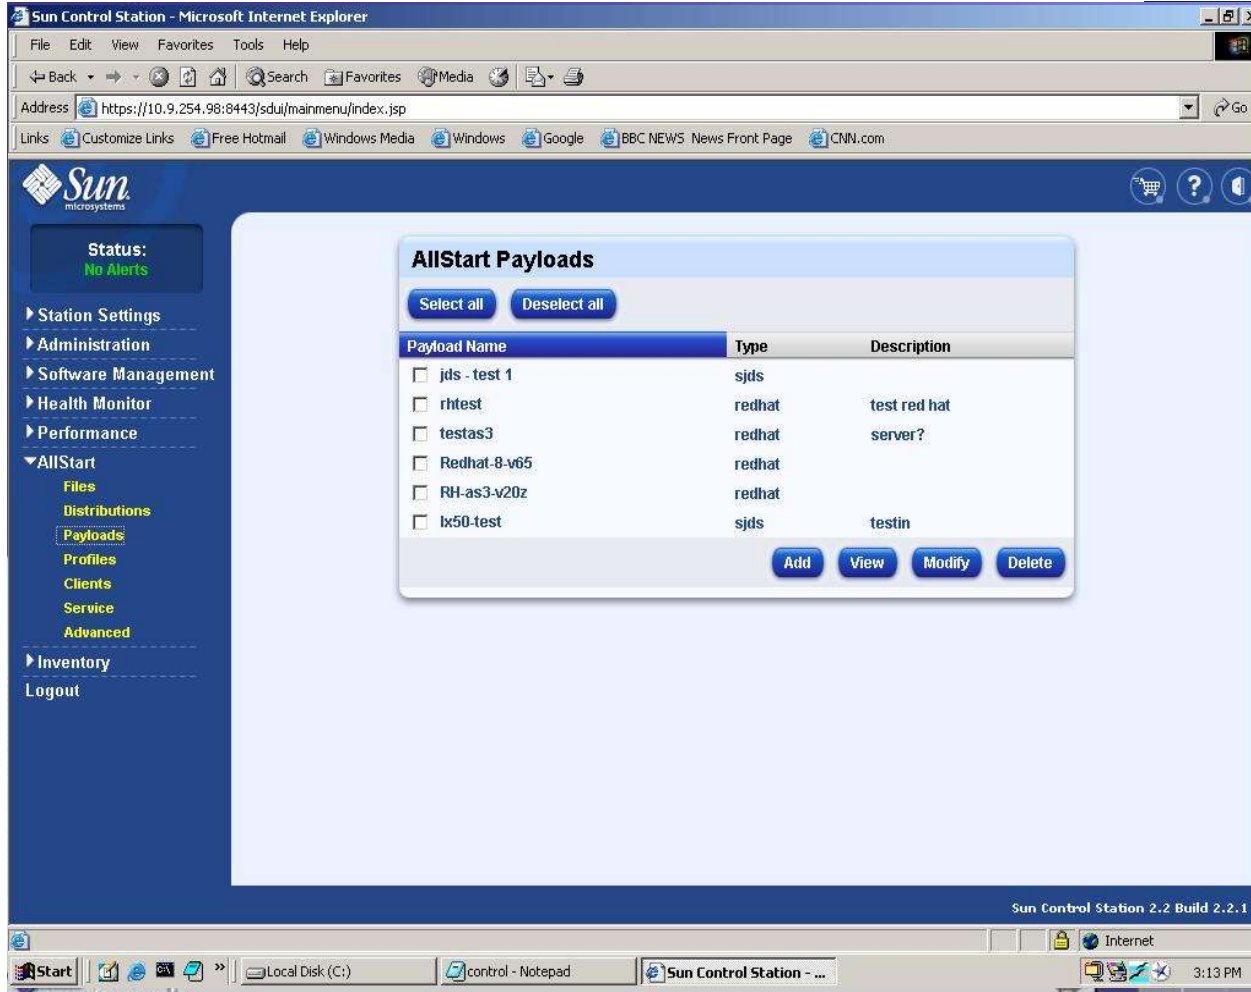 Sun Control Station - Microsoft Internet Explorer
File Edit View Favorites Tools Help
Back Search Favorites Media
Address https://10.9.254.98:8443/sdui/mainmenu/index.jsp Go
Links Customize Links Free Hotmail Windows Media Windows Google BBC NEWS News Front Page CNN.com
Sun
microsystems
?
Status:
No Alerts
Station Settings
Administration
Software Management
Health Monitor
Performance
AllStart
Files
Distributions
Payloads
Profiles
Clients
Service
Advanced
Inventory
Logout
AllStart Payloads
Select all Deselect all
Payload Name Type Description
jds - test 1 sjds
rhtest redhat test red hat
testas3 redhat server?
Redhat-8-v65 redhat
RH-as3-v20z redhat
lx50-test sjds testin
Add View Modify Delete
Sun Control Station 2.2 Build 2.2.1
Internet
Start » Local Disk (C:) control - Notepad Sun Control Station - ... 3:13 PM